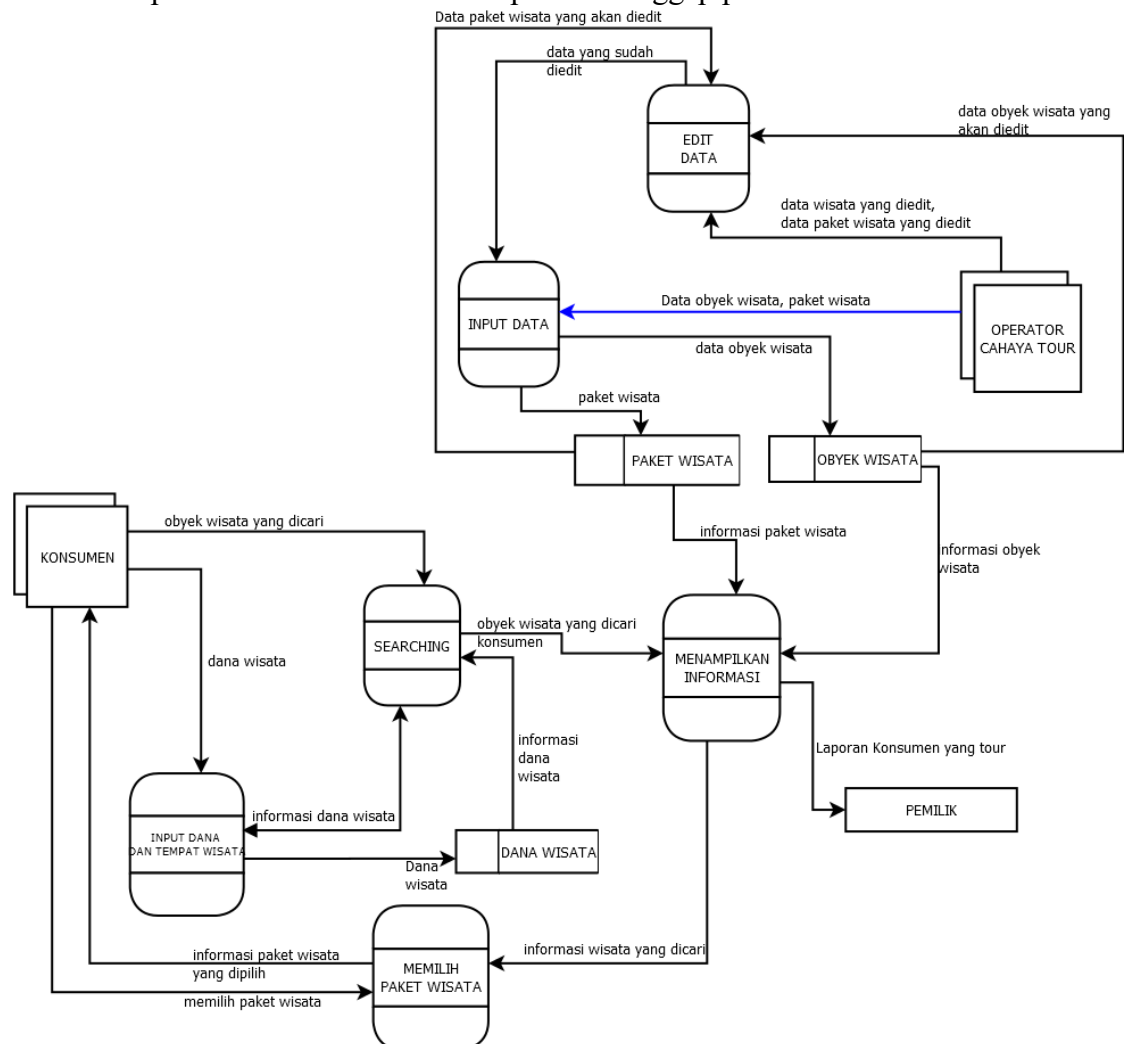 Data paket wisata yang akan diedit
data yang sudah
diedit
data obyek wisata yang
akan diedit
EDIT
DATA
data wisata yang diedit,
data paket wisata yang diedit
Data obyek wisata, paket wisata
INPUT DATA
OPERATOR
CAHAYA TOUR
data obyek wisata
paket wisata
PAKET WISATA
OBYEK WISATA
obyek wisata yang dicari
KONSUMEN
informasi paket wisata
informasi obyek
wisata
obyek wisata yang dicari
konsumen
SEARCHING
MENAMPILKAN
INFORMASI
dana wisata
informasi
dana
wisata
Laporan Konsumen yang tour
PEMILIK
informasi dana wisata
INPUT DANA
DAN TEMPAT WISATA
DANA WISATA
Dana
wisata
informasi paket wisata
yang dipilih
informasi wisata yang dicari
MEMILIH
PAKET WISATA
memilih paket wisata